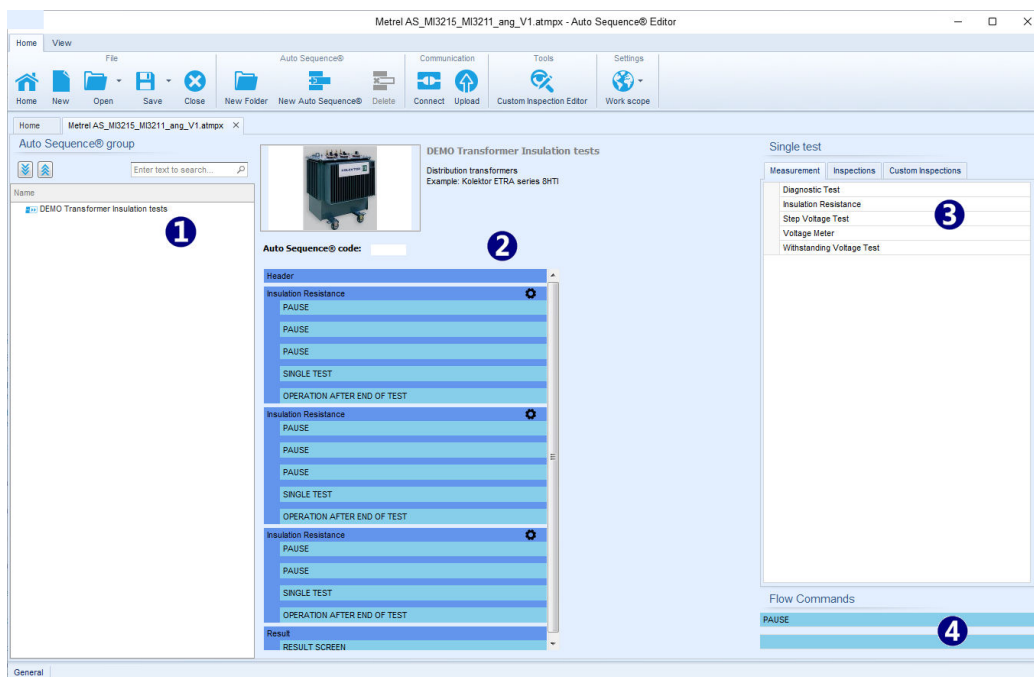 Metrel AS_MI3215_MI3211_ang_V1.atmpx - Auto Sequence® Editor
Home View
File Auto Sequence® Communication Tools Settings
Home New Open Save Close New Folder New Auto Sequence® Delete Connect Upload Custom Inspection Editor Work scope
Home Metrel AS_MI3215_MI3211_ang_V1.atmpx
Auto Sequence® group
Enter text to search...
Name
DEMO Transformer Insulation tests
1
DEMO Transformer Insulation tests
Distribution transformers
Example: Kolektor ETRA series 8HTI
Auto Sequence® code:
2
Header
Insulation Resistance
PAUSE
PAUSE
PAUSE
SINGLE TEST
OPERATION AFTER END OF TEST
Insulation Resistance
PAUSE
PAUSE
PAUSE
SINGLE TEST
OPERATION AFTER END OF TEST
Insulation Resistance
PAUSE
PAUSE
SINGLE TEST
OPERATION AFTER END OF TEST
Result
RESULT SCREEN
Single test
Measurement Inspections Custom Inspections
Diagnostic Test
Insulation Resistance
Step Voltage Test
Voltage Meter
Withstanding Voltage Test
3
Flow Commands
PAUSE
4
General